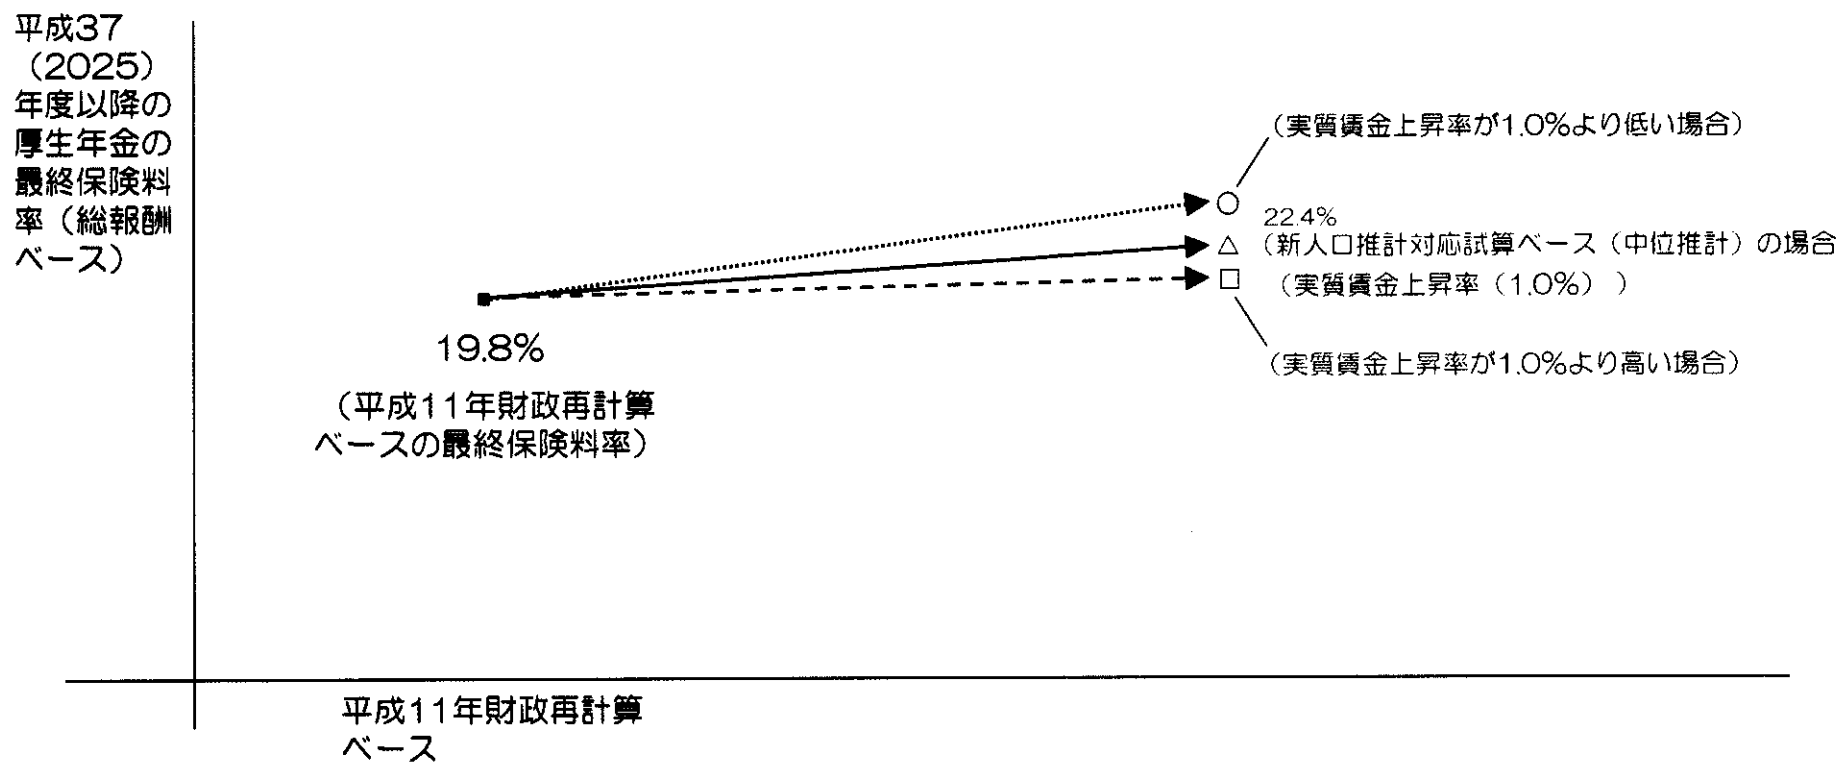 平成37
（2025）
年度以降の
厚生年金の
最終保険料
率（総報酬
ベース）
（実質賃金上昇率が1.0%より低い場合）
22.4%
（新人口推計対応試算ベース（中位推計）の場合
（実質賃金上昇率（1.0%））
（実質賃金上昇率が1.0%より高い場合）
19.8%
（平成11年財政再計算
ベースの最終保険料率）
平成11年財政再計算
ベース